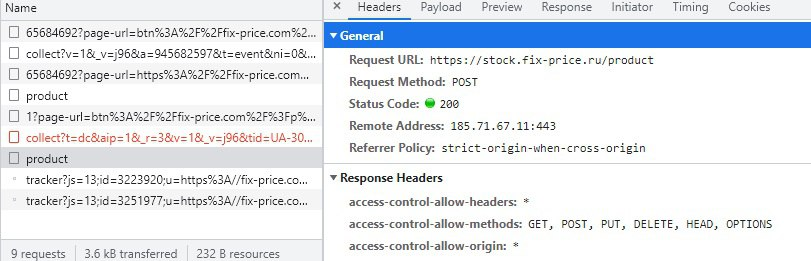 Name
65684692?page-url=btn%3A%2F%2Ffix-price.com%2...
collect?v=1&_v=j96&a=945682597&t=event&ni=0&...
65684692?page-url=https%3A%2F%2Ffix-price.com...
product
1?page-url=btn%3A%2F%2Ffix-price.com%2F%3Fp%...
collect?t=dc&aip=1&_r=3&v=1&_v=j96&tid=UA-30...
product
tracker?js=13;id=3223920;u=https%3A//fix-price.co...
tracker?js=13;id=3251977;u=https%3A//fix-price.co...
9 requests 3.6 kB transferred 232 B resources
Headers Payload Preview Response Initiator Timing Cookies
General
Request URL: https://stock.fix-price.ru/product
Request Method: POST
Status Code: 200
Remote Address: 185.71.67.11:443
Referrer Policy: strict-origin-when-cross-origin
Response Headers
access-control-allow-headers: *
access-control-allow-methods: GET, POST, PUT, DELETE, HEAD, OPTIONS
access-control-allow-origin: *